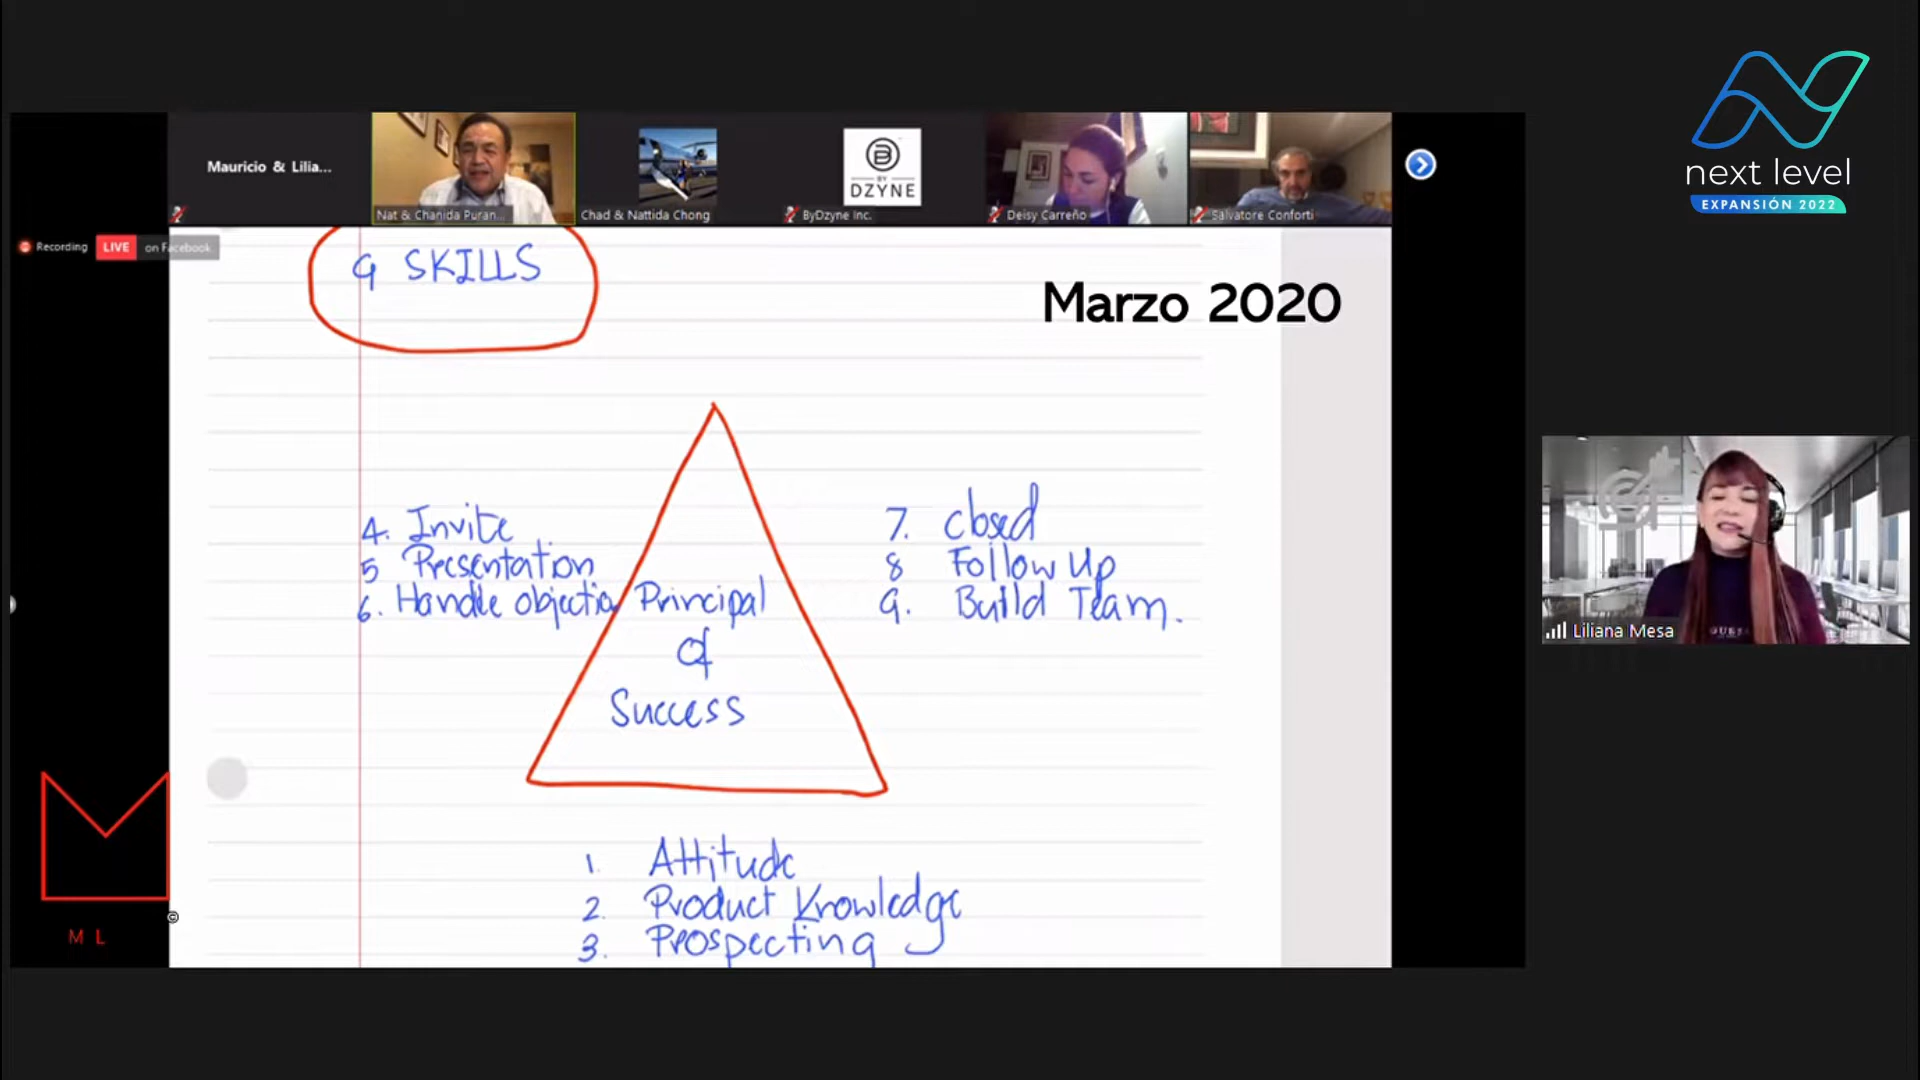 next level
EXPANSIÓN 2022
Mauricio & Lilia...
Nat & Chanida Puran...
Chad & Nattida Chong
BY
DZYNE
ByDzyne Inc.
Deisy Carreño
Salvatore Conforti
Recording
LIVE
on Facebook
9 SKILLS
Marzo 2020
4. Invite
5 Presentation
6. Handle objection
7. Closed
8 Follow Up
9. Build Team.
Principal
of
Success
1. Attitude
2. Product Knowledge
3. Prospecting
Liliana Mesa
©
M L